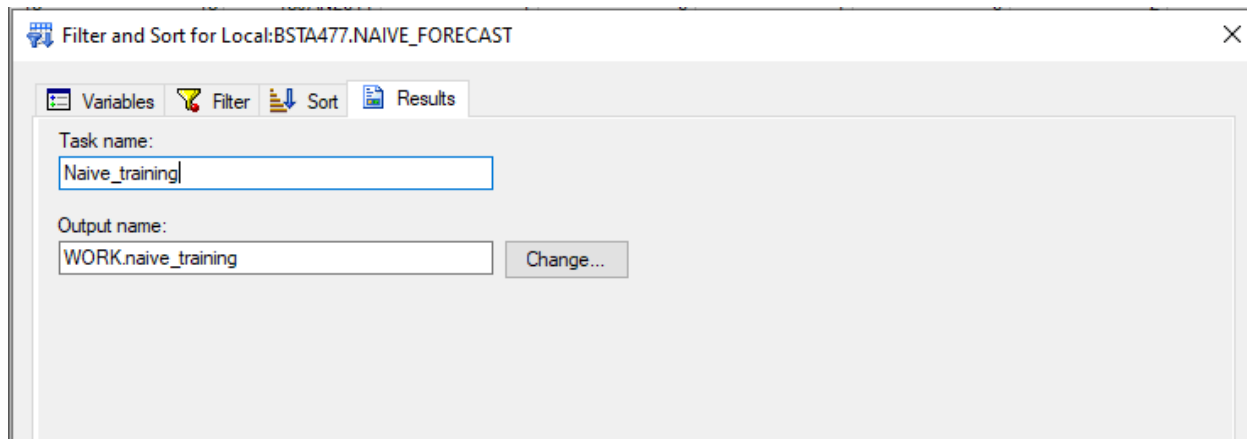 Filter and Sort for Local:BSTA477.NAIVE_FORECAST
Variables Filter Sort Results
Task name:
Naive_training
Output name:
WORK.naive_training Change...